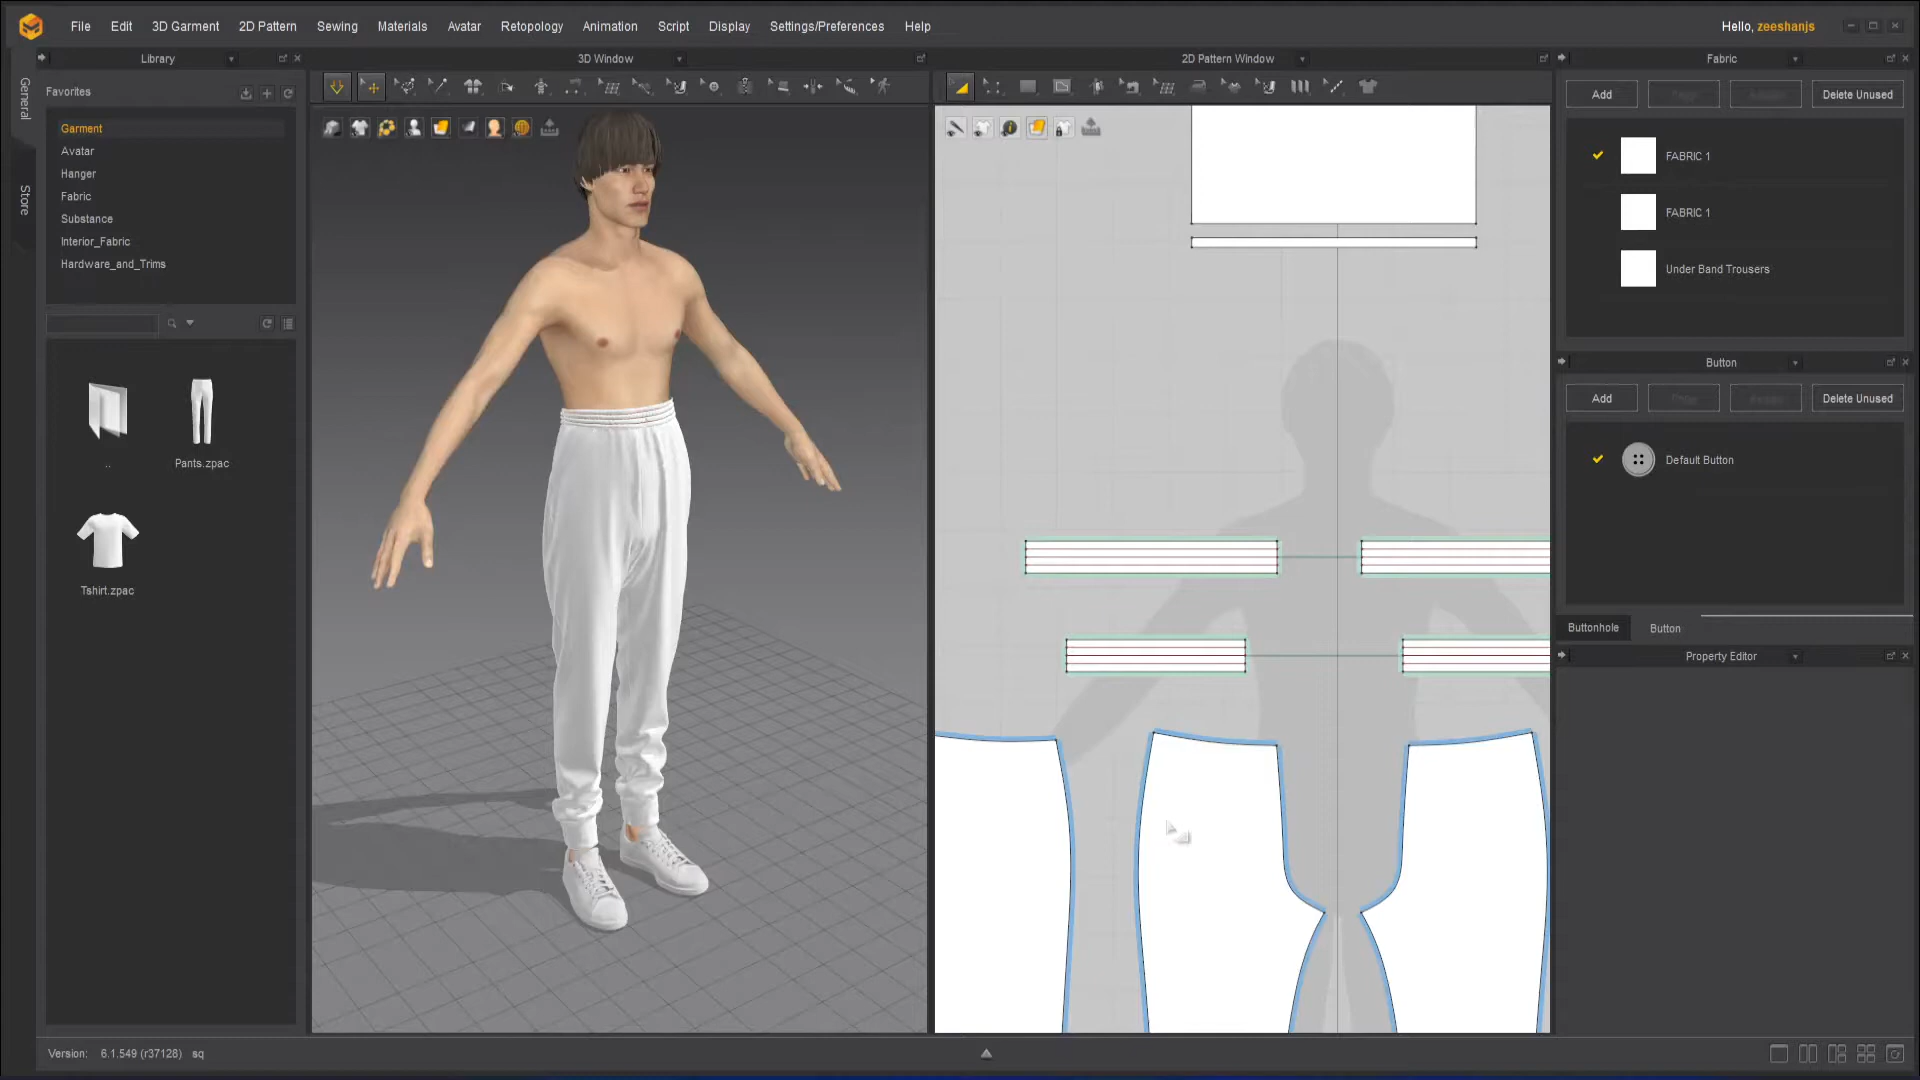 File Edit 3D Garment 2D Pattern Sewing Materials Avatar Retopology Animation Script Display Settings/Preferences Help
Hello, zeeshanjs
Library
3D Window
2D Pattern Window
Fabric
General
Store
Favorites
Garment
Avatar
Hanger
Fabric
Substance
Interior_Fabric
Hardware_and_Trims
..
Pants.zpac
Tshirt.zpac
Add
Delete Unused
FABRIC 1
FABRIC 1
Under Band Trousers
Button
Add
Delete Unused
Default Button
Buttonhole Button
Property Editor
Version: 6.1.549 (r37128) sq